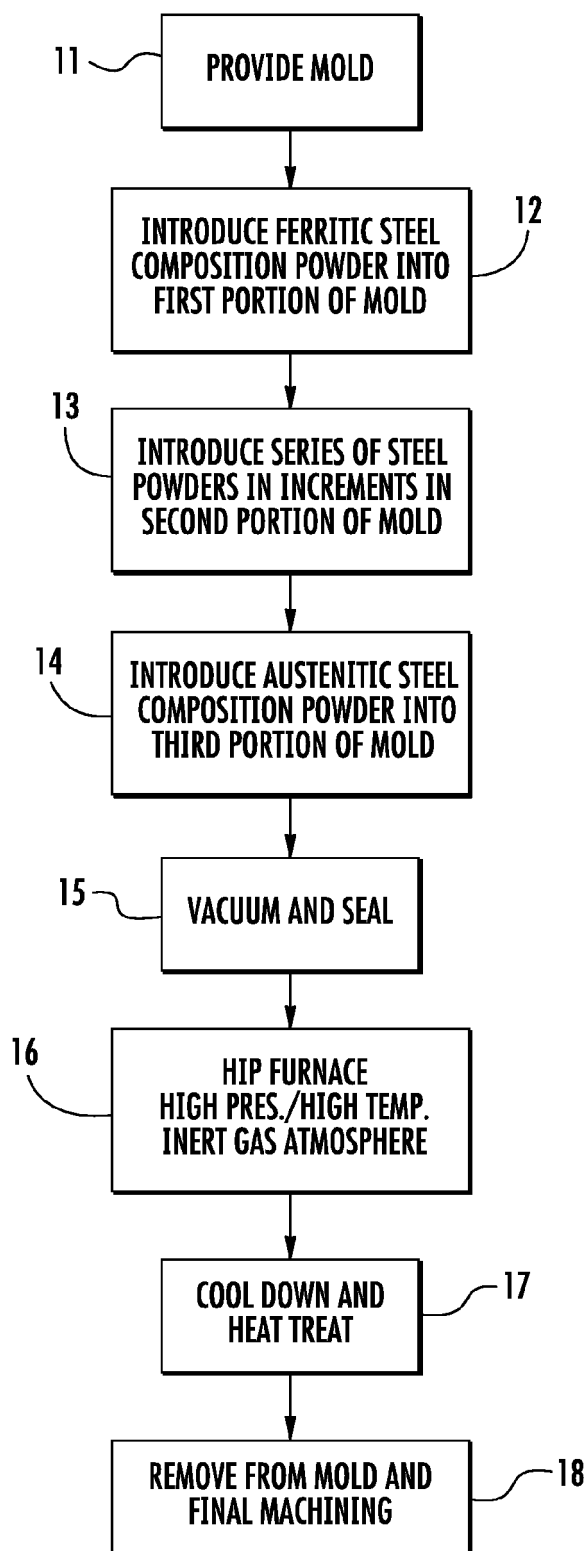 11
PROVIDE MOLD
12
INTRODUCE FERRITIC STEEL
COMPOSITION POWDER INTO
FIRST PORTION OF MOLD
13
INTRODUCE SERIES OF STEEL
POWDERS IN INCREMENTS IN
SECOND PORTION OF MOLD
14
INTRODUCE AUSTENITIC STEEL
COMPOSITION POWDER INTO
THIRD PORTION OF MOLD
15
VACUUM AND SEAL
16
HIP FURNACE
HIGH PRES./HIGH TEMP.
INERT GAS ATMOSPHERE
17
COOL DOWN AND
HEAT TREAT
18
REMOVE FROM MOLD AND
FINAL MACHINING